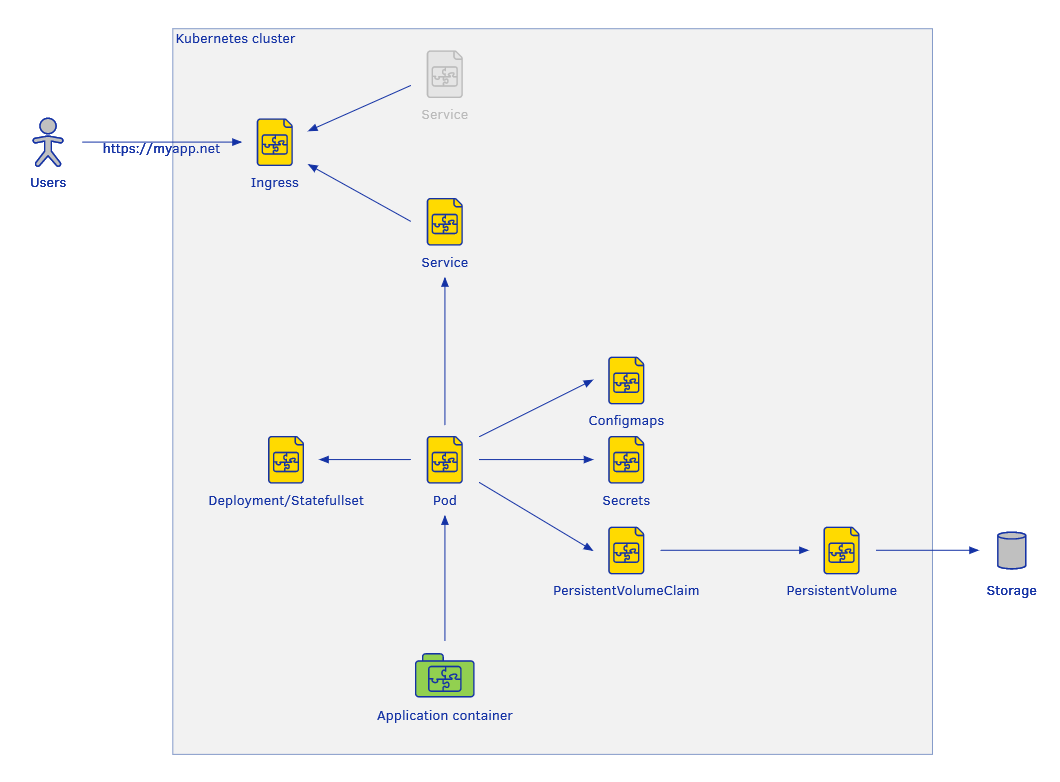 Kubernetes cluster
Service
https://myapp.net
Users
Ingress
Service
Configmaps
Deployment/Statefullset
Pod
Secrets
PersistentVolumeClaim
PersistentVolume
Storage
Application container